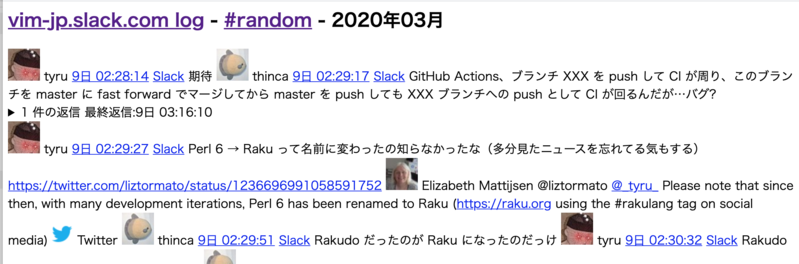 vim-jp.slack.com log - #random - 2020年03月
tyru 9日 02:28:14 Slack 期待 thinca 9日 02:29:17 Slack GitHub Actions、ブランチ XXX を push して CI が周り、このブラン
チを master に fast forward でマージしてから master を push しても XXX ブランチへの push として CI が回るんだが…バグ?
▶ 1 件の返信 最終返信:9日 03:16:10
tyru 9日 02:29:27 Slack Perl 6 → Raku って名前に変わったの知らなかったな（多分見たニュースを忘れてる気もする）
https://twitter.com/liztormato/status/1236696991058591752 Elizabeth Mattijsen @liztormato @_tyru_ Please note that since
then, with many development iterations, Perl 6 has been renamed to Raku (https://raku.org using the #rakulang tag on social
media) Twitter thinca 9日 02:29:51 Slack Rakudo だったのが Raku になったのだっけ tyru 9日 02:30:32 Slack Rakudo